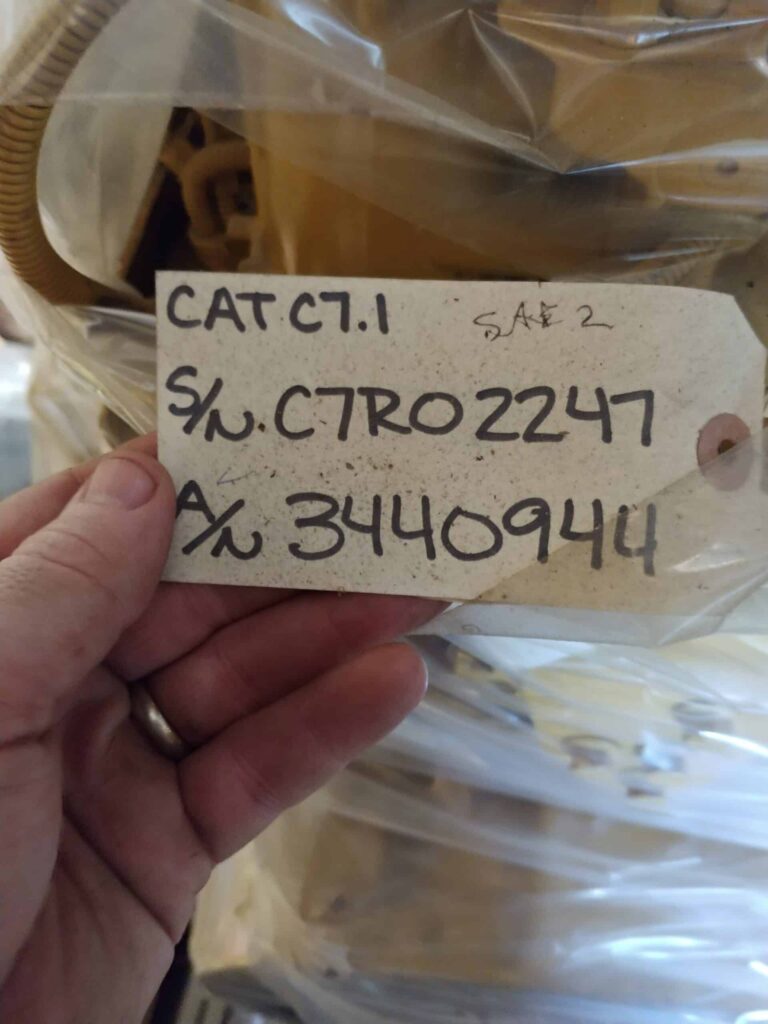 CAT C7.1 SAE 2
S/N. C7R02247
A/N 3440944